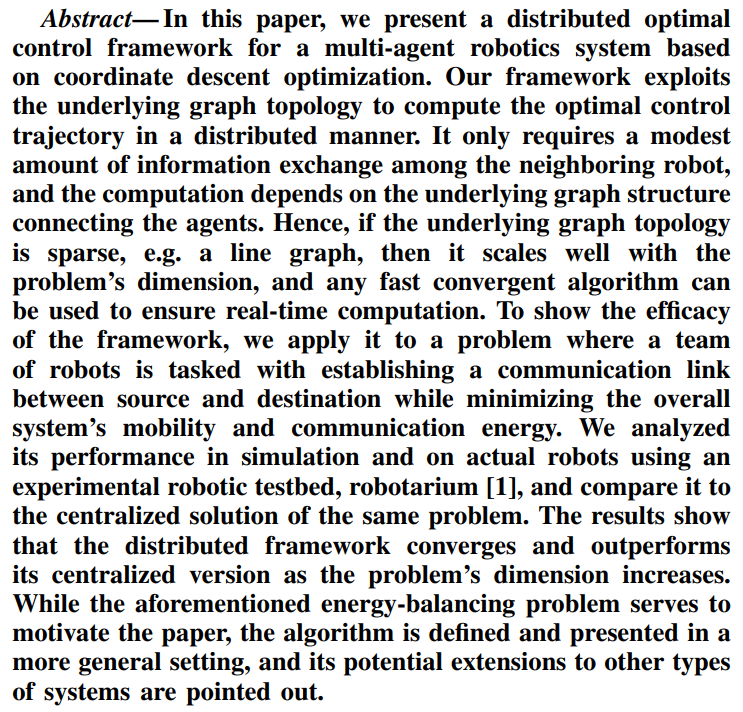 Abstract— In this paper, we present a distributed optimal
control framework for a multi-agent robotics system based
on coordinate descent optimization. Our framework exploits
the underlying graph topology to compute the optimal control
trajectory in a distributed manner. It only requires a modest
amount of information exchange among the neighboring robot,
and the computation depends on the underlying graph structure
connecting the agents. Hence, if the underlying graph topology
is sparse, e.g. a line graph, then it scales well with the
problem's dimension, and any fast convergent algorithm can
be used to ensure real-time computation. To show the efficacy
of the framework, we apply it to a problem where a team
of robots is tasked with establishing a communication link
between source and destination while minimizing the overall
system's mobility and communication energy. We analyzed
its performance in simulation and on actual robots using an
experimental robotic testbed, robotarium [1], and compare it to
the centralized solution of the same problem. The results show
that the distributed framework converges and outperforms
its centralized version as the problem's dimension increases.
While the aforementioned energy-balancing problem serves to
motivate the paper, the algorithm is defined and presented in a
more general setting, and its potential extensions to other types
of systems are pointed out.